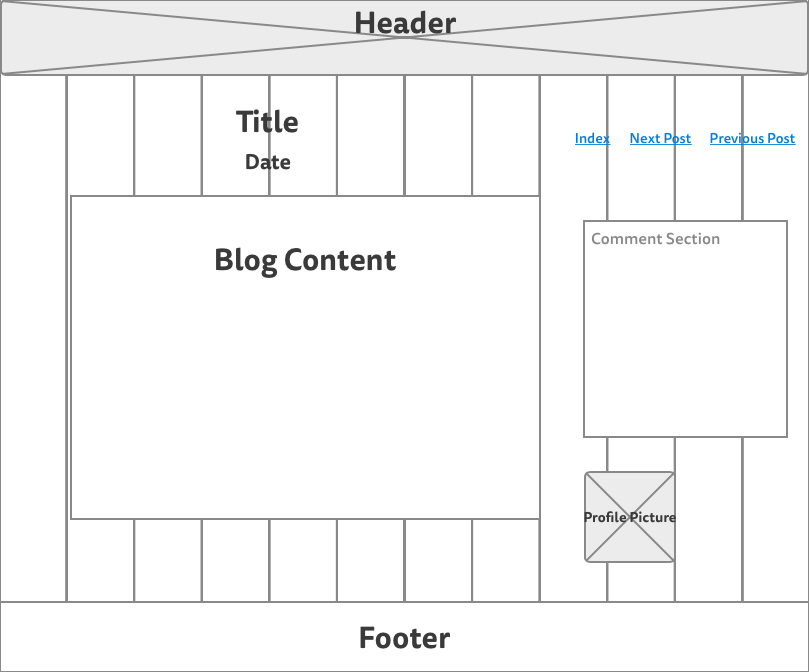 Header
Title
Date
Index Next Post Previous Post
Blog Content
Comment Section
Profile Picture
Footer